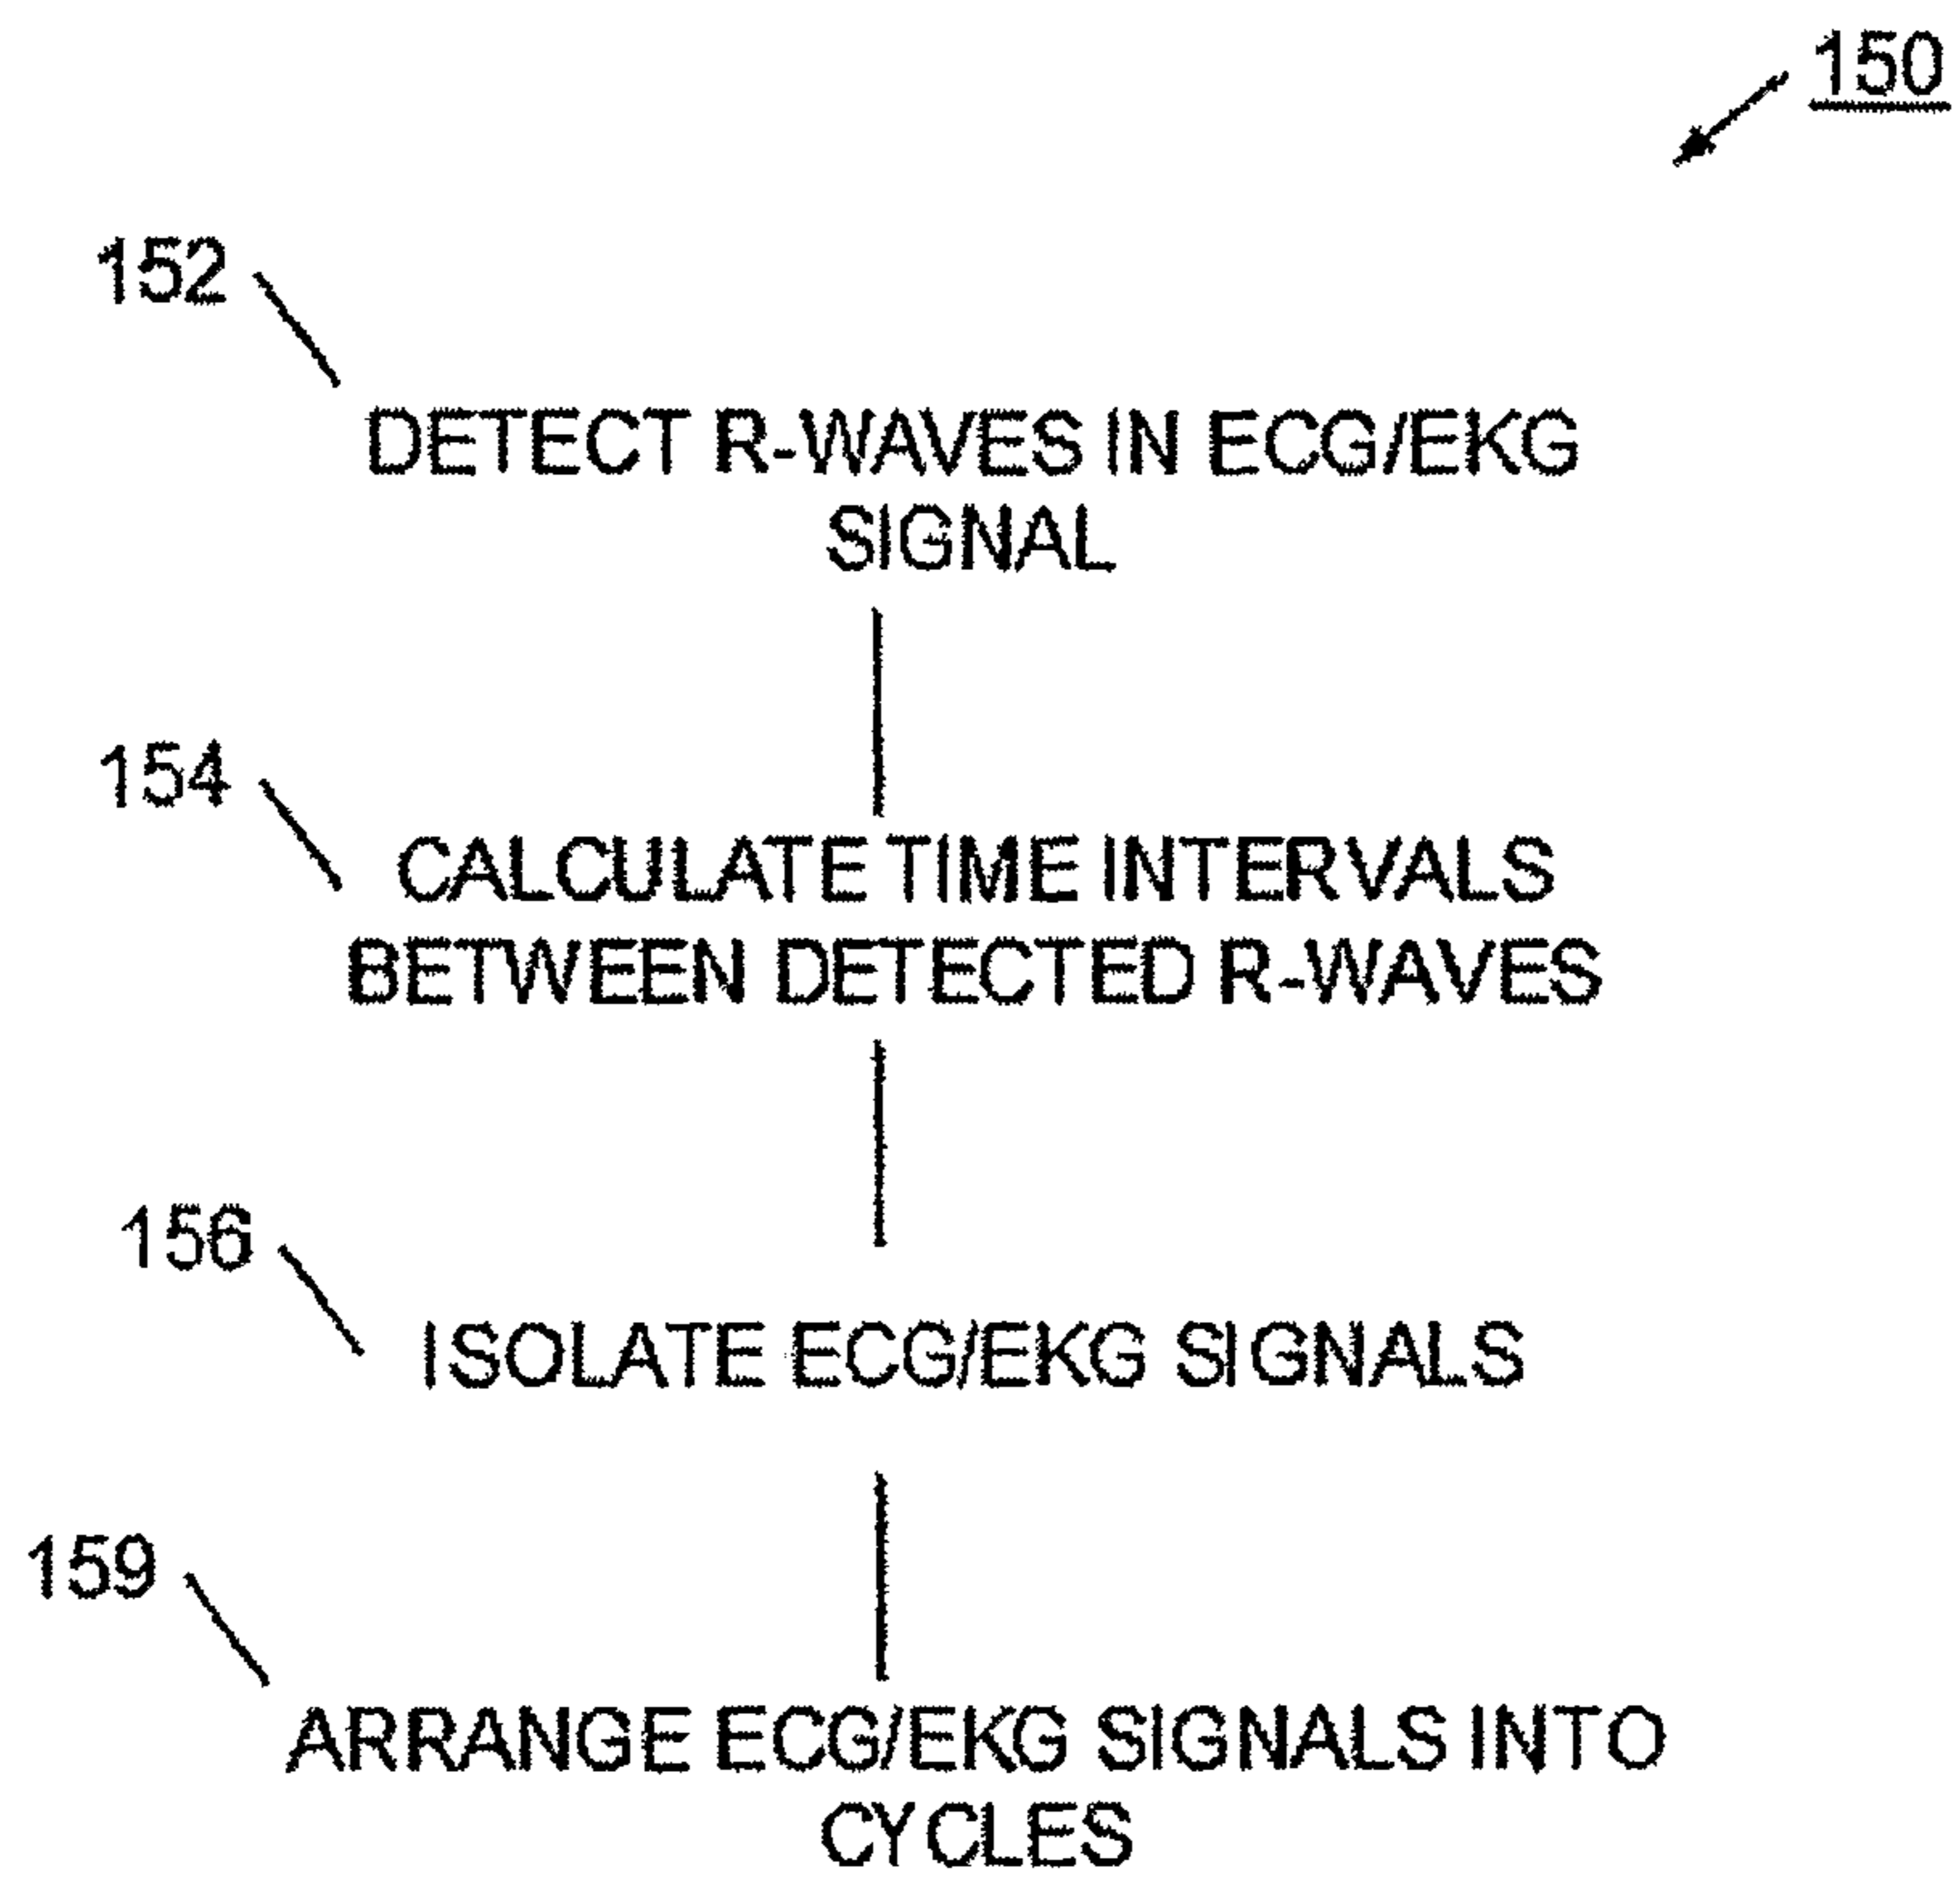 150
152
DETECT R-WAVES IN ECG/EKG
SIGNAL
154
CALCULATE TIME INTERVALS
BETWEEN DETECTED R-WAVES
156
ISOLATE ECG/EKG SIGNALS
159
ARRANGE ECG/EKG SIGNALS INTO
CYCLES